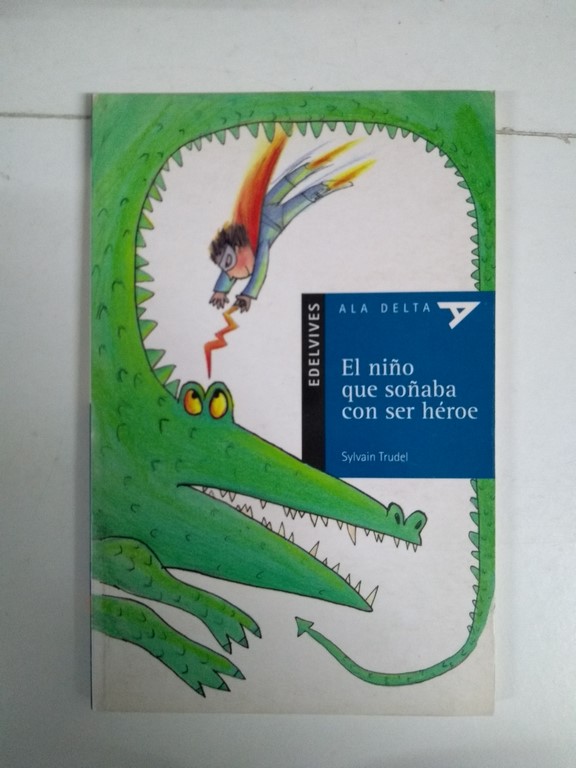 EDELVIVES
ALA DELTA
El niño
que soñaba
con ser héroe
Sylvain Trudel